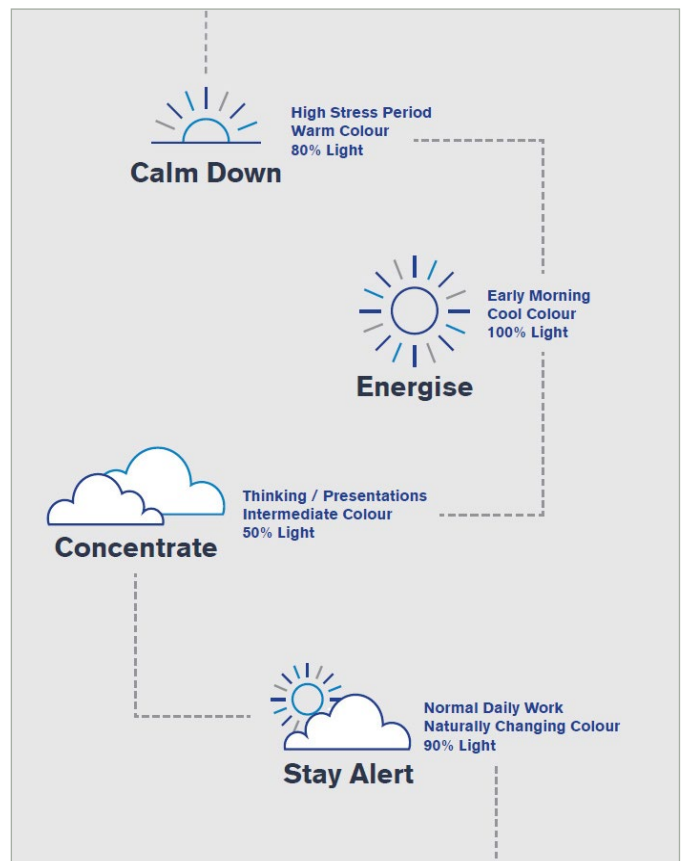 High Stress Period
Warm Colour
80% Light
Calm Down
Early Morning
Cool Colour
100% Light
Energise
Thinking / Presentations
Intermediate Colour
50% Light
Concentrate
Normal Daily Work
Naturally Changing Colour
90% Light
Stay Alert